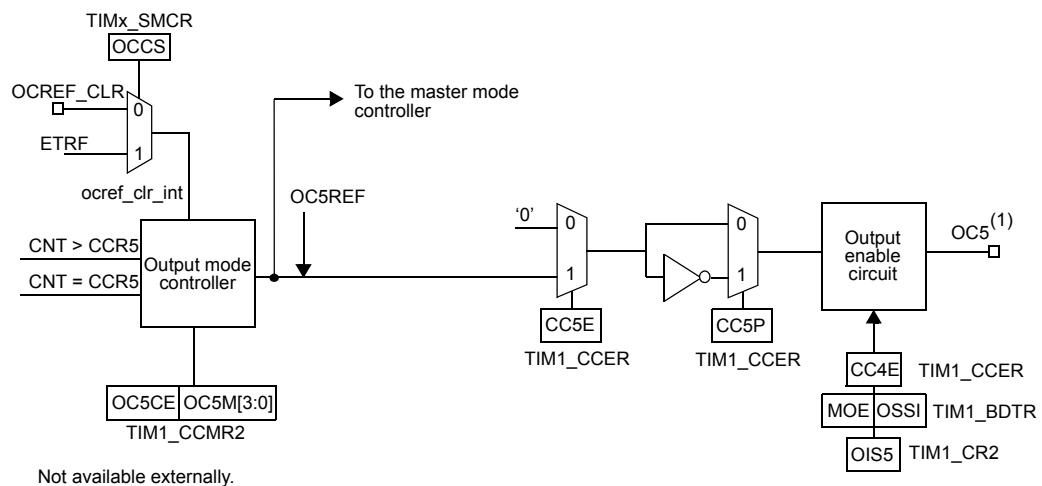 TIMx_SMCR
OCCS
OCREF_CLR
0
ETRF
1
ocref_clr_int
To the master mode
controller
OC5REF
CNT > CCR5
CNT = CCR5
Output mode
controller
'0'
0
1
0
1
Output
enable
circuit
OC5(1)
CC5E
TIM1_CCER
CC5P
TIM1_CCER
CC4E
TIM1_CCER
MOE
OSSI
TIM1_BDTR
OIS5
TIM1_CR2
OC5CE
OC5M[3:0]
TIM1_CCMR2
Not available externally.